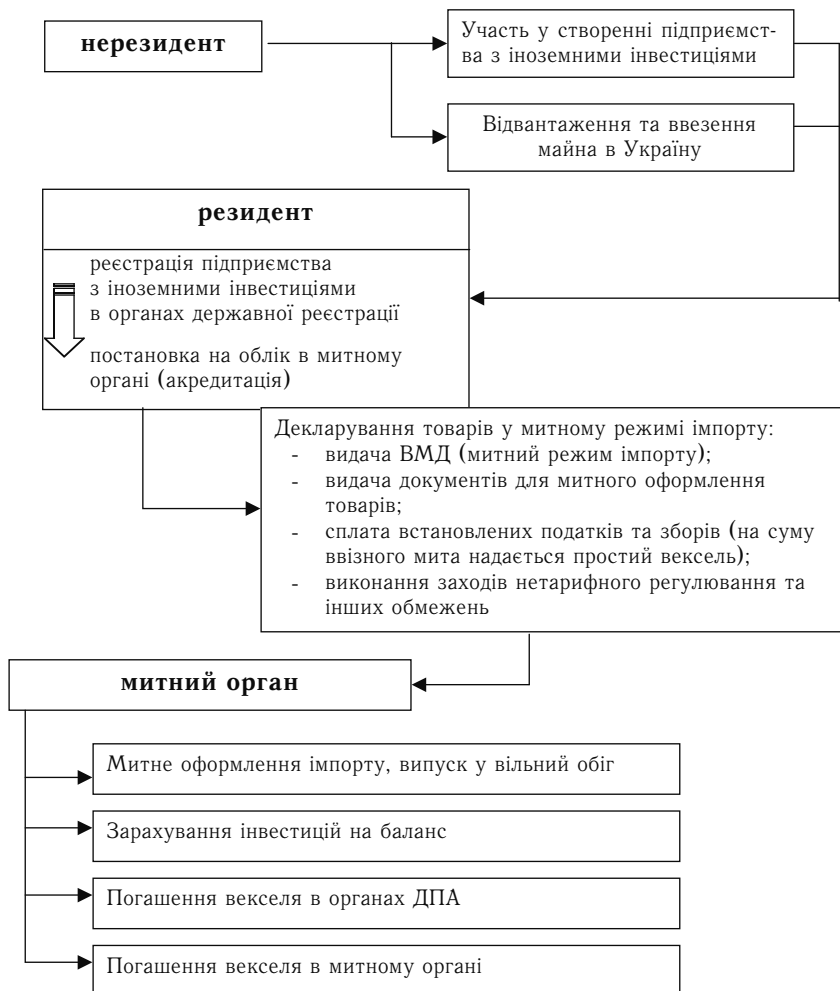 нерезидент
Участь у створенні підприємст-
ва з іноземними інвестиціями
Відвантаження та ввезення
майна в Україну
резидент
реєстрація підприємства
з іноземними інвестиціями
в органах державної реєстрації
постановка на облік в митному
органі (акредитація)
Декларування товарів у митному режимі імпорту:
- видача ВМД (митний режим імпорту);
- видача документів для митного оформлення
товарів;
- сплата встановлених податків та зборів (на суму
ввізного мита надається простий вексель);
- виконання заходів нетарифного регулювання та
інших обмежень
митний орган
Митне оформлення імпорту, випуск у вільний обіг
Зарахування інвестицій на баланс
Погашення векселя в органах ДПА
Погашення векселя в митному органі